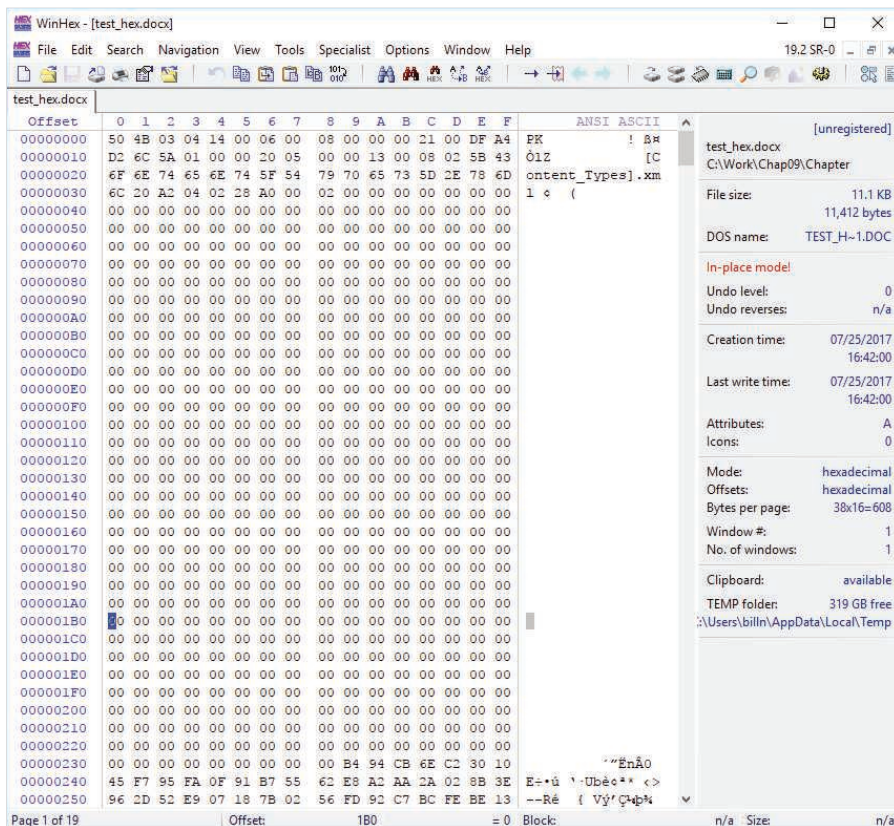 WinHex - [test_hex.docx]
File Edit Search Navigation View Tools Specialist Options Window Help 19.2 SR-0
test_hex.docx
Offset 0 1 2 3 4 5 6 7 8 9 A B C D E F ANSI ASCII
00000000 50 4B 03 04 14 00 06 00 08 00 00 00 21 00 DF A4 PK ! ß¤
00000010 D2 6C 5A 01 00 00 20 05 00 00 13 00 08 02 5B 43 ÒlZ [C
00000020 6F 6E 74 65 6E 74 5F 54 79 70 65 73 5D 2E 78 6D ontent_Types].xm
00000030 6C 20 A2 04 02 28 A0 00 02 00 00 00 00 00 00 00 l ¢ (
00000040 00 00 00 00 00 00 00 00 00 00 00 00 00 00 00 00
00000050 00 00 00 00 00 00 00 00 00 00 00 00 00 00 00 00
00000060 00 00 00 00 00 00 00 00 00 00 00 00 00 00 00 00
00000070 00 00 00 00 00 00 00 00 00 00 00 00 00 00 00 00
00000080 00 00 00 00 00 00 00 00 00 00 00 00 00 00 00 00
00000090 00 00 00 00 00 00 00 00 00 00 00 00 00 00 00 00
000000A0 00 00 00 00 00 00 00 00 00 00 00 00 00 00 00 00
000000B0 00 00 00 00 00 00 00 00 00 00 00 00 00 00 00 00
000000C0 00 00 00 00 00 00 00 00 00 00 00 00 00 00 00 00
000000D0 00 00 00 00 00 00 00 00 00 00 00 00 00 00 00 00
000000E0 00 00 00 00 00 00 00 00 00 00 00 00 00 00 00 00
000000F0 00 00 00 00 00 00 00 00 00 00 00 00 00 00 00 00
00000100 00 00 00 00 00 00 00 00 00 00 00 00 00 00 00 00
00000110 00 00 00 00 00 00 00 00 00 00 00 00 00 00 00 00
00000120 00 00 00 00 00 00 00 00 00 00 00 00 00 00 00 00
00000130 00 00 00 00 00 00 00 00 00 00 00 00 00 00 00 00
00000140 00 00 00 00 00 00 00 00 00 00 00 00 00 00 00 00
00000150 00 00 00 00 00 00 00 00 00 00 00 00 00 00 00 00
00000160 00 00 00 00 00 00 00 00 00 00 00 00 00 00 00 00
00000170 00 00 00 00 00 00 00 00 00 00 00 00 00 00 00 00
00000180 00 00 00 00 00 00 00 00 00 00 00 00 00 00 00 00
00000190 00 00 00 00 00 00 00 00 00 00 00 00 00 00 00 00
000001A0 00 00 00 00 00 00 00 00 00 00 00 00 00 00 00 00
000001B0 00 00 00 00 00 00 00 00 00 00 00 00 00 00 00 00
000001C0 00 00 00 00 00 00 00 00 00 00 00 00 00 00 00 00
000001D0 00 00 00 00 00 00 00 00 00 00 00 00 00 00 00 00
000001E0 00 00 00 00 00 00 00 00 00 00 00 00 00 00 00 00
000001F0 00 00 00 00 00 00 00 00 00 00 00 00 00 00 00 00
00000200 00 00 00 00 00 00 00 00 00 00 00 00 00 00 00 00
00000210 00 00 00 00 00 00 00 00 00 00 00 00 00 00 00 00
00000220 00 00 00 00 00 00 00 00 00 00 00 00 00 00 00 00
00000230 00 00 00 00 00 00 00 00 00 B4 94 CB 6E C2 30 10 ´”ËnÂ0
00000240 45 F7 95 FA 0F 91 B7 55 62 E8 A2 AA 2A 02 8B 3E E÷•ú ‘·Ubè¢ª* ‹>
00000250 96 2D 52 E9 07 18 7B 02 56 FD 92 C7 BC FE BE 13 –-Ré { Vý’Ç¼þ¾
[unregistered]
test_hex.docx
C:\Work\Chap09\Chapter
File size: 11.1 KB
11,412 bytes
DOS name: TEST_H~1.DOC
In-place mode!
Undo level: 0
Undo reverses: n/a
Creation time: 07/25/2017
16:42:00
Last write time: 07/25/2017
16:42:00
Attributes: A
Icons: 0
Mode: hexadecimal
Offsets: hexadecimal
Bytes per page: 38x16=608
Window #: 1
No. of windows: 1
Clipboard: available
TEMP folder: 319 GB free
:\Users\billn\AppData\Local\Temp
Page 1 of 19 Offset: 1B0 = 0 Block: n/a Size: n/a